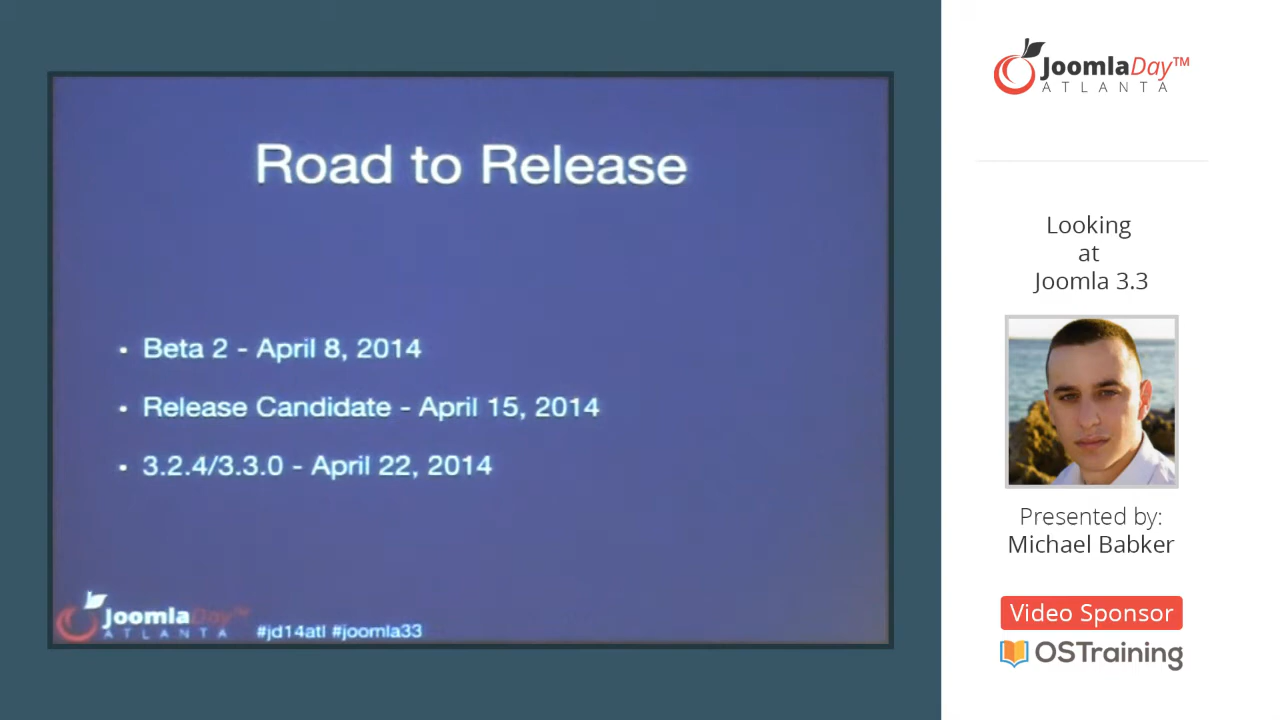 Road to Release
• Beta 2 - April 8, 2014
• Release Candidate - April 15, 2014
• 3.2.4/3.3.0 - April 22, 2014
JoomlaDay™
ATLANTA
#jd14atl #joomla33
JoomlaDay™
ATLANTA
Looking
at
Joomla 3.3
Presented by:
Michael Babker
Video Sponsor
OSTraining